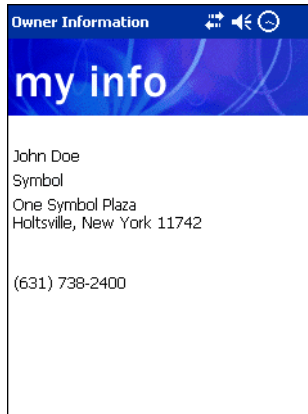 Owner Information
my info
John Doe
Symbol
One Symbol Plaza
Holtsville, New York 11742
(631) 738-2400